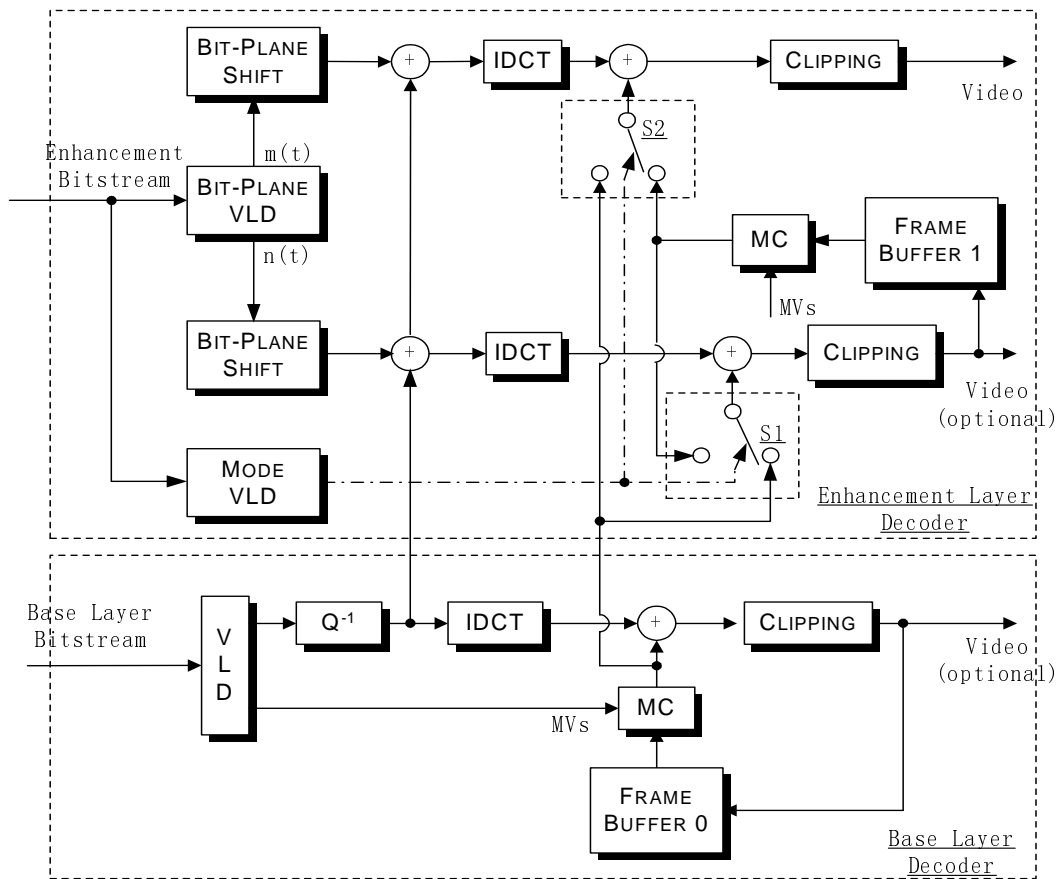 BIT-PLANE
SHIFT
+
IDCT
+
CLIPPING
Video
S2
Enhancement
Bitstream
m(t)
BIT-PLANE
VLD
n(t)
MC
FRAME
BUFFER 1
MVs
BIT-PLANE
SHIFT
+
IDCT
+
CLIPPING
Video
(optional)
S1
MODE
VLD
Enhancement Layer
Decoder
Base Layer
Bitstream
V
L
D
Q-1
IDCT
+
CLIPPING
Video
(optional)
MVs
MC
FRAME
BUFFER 0
Base Layer
Decoder